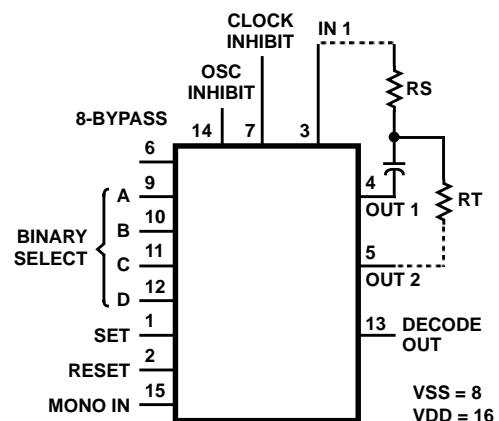 CLOCK
INHIBIT
IN 1
OSC
INHIBIT
RS
8-BYPASS
14
7
3
6
9
A
4
OUT 1
RT
10
B
BINARY
SELECT
11
C
5
OUT 2
12
D
1
SET
13
DECODE
OUT
2
RESET
15
MONO IN
VSS = 8
VDD = 16